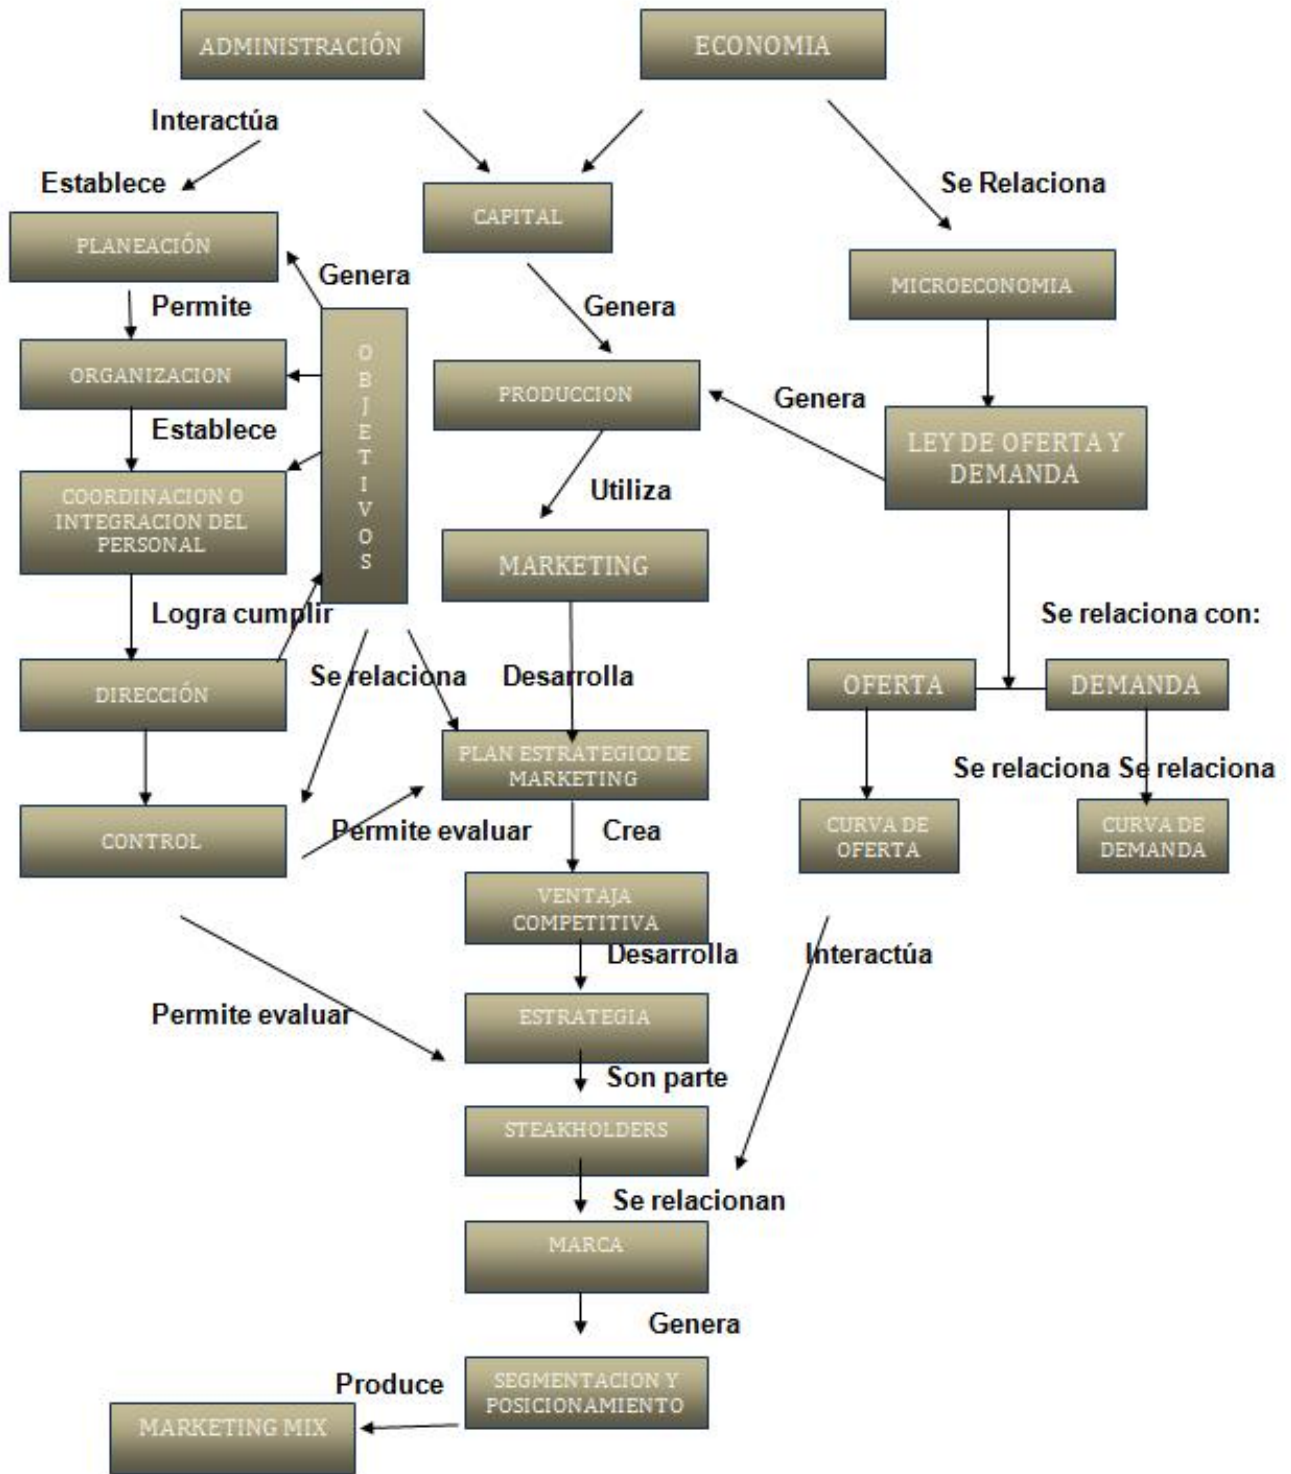 ADMINISTRACIÓN
ECONOMIA
Interactúa
Establece
Se Relaciona
CAPITAL
PLANEACIÓN
Genera
MICROECONOMIA
Permite
Genera
O
B
J
E
T
I
V
O
S
ORGANIZACION
PRODUCCION
Genera
Establece
LEY DE OFERTA Y
DEMANDA
COORDINACION O
INTEGRACION DEL
PERSONAL
Utiliza
MARKETING
Logra cumplir
Se relaciona con:
Se relaciona
Desarrolla
DIRECCIÓN
OFERTA
DEMANDA
PLAN ESTRATEGICO DE
MARKETING
Se relaciona
Se relaciona
CONTROL
Permite evaluar
Crea
CURVA DE
OFERTA
CURVA DE
DEMANDA
VENTAJA
COMPETITIVA
Desarrolla
Interactúa
Permite evaluar
ESTRATEGIA
Son parte
STEAKHOLDERS
Se relacionan
MARCA
Genera
Produce
SEGMENTACION Y
POSICIONAMIENTO
MARKETING MIX